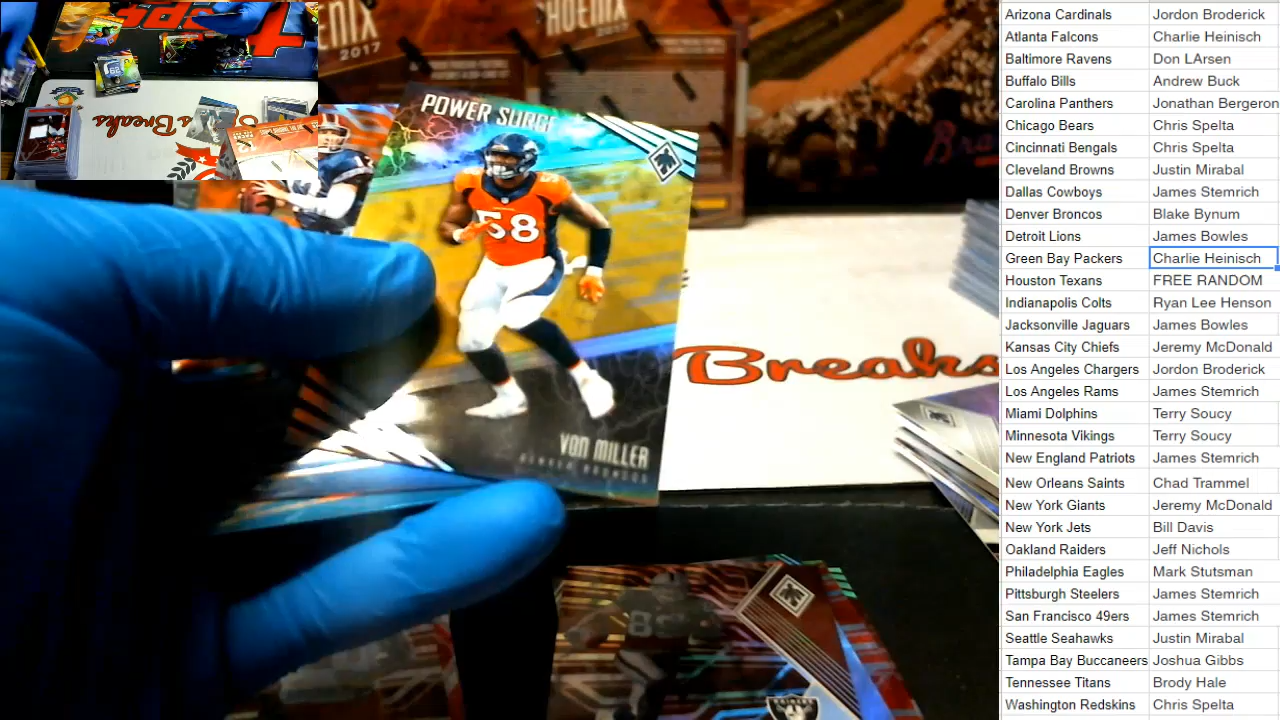 PHOENIX
2017
PHOENIX
2017
POWER SURGE
58
VON MILLER
DENVER BRONCOS
Breaks
s Breaks
RAIDERS
Arizona Cardinals Jordon Broderick
Atlanta Falcons Charlie Heinisch
Baltimore Ravens Don LArsen
Buffalo Bills Andrew Buck
Carolina Panthers Jonathan Bergeron
Chicago Bears Chris Spelta
Cincinnati Bengals Chris Spelta
Cleveland Browns Justin Mirabal
Dallas Cowboys James Stemrich
Denver Broncos Blake Bynum
Detroit Lions James Bowles
Green Bay Packers Charlie Heinisch
Houston Texans FREE RANDOM
Indianapolis Colts Ryan Lee Henson
Jacksonville Jaguars James Bowles
Kansas City Chiefs Jeremy McDonald
Los Angeles Chargers Jordon Broderick
Los Angeles Rams James Stemrich
Miami Dolphins Terry Soucy
Minnesota Vikings Terry Soucy
New England Patriots James Stemrich
New Orleans Saints Chad Trammel
New York Giants Jeremy McDonald
New York Jets Bill Davis
Oakland Raiders Jeff Nichols
Philadelphia Eagles Mark Stutsman
Pittsburgh Steelers James Stemrich
San Francisco 49ers James Stemrich
Seattle Seahawks Justin Mirabal
Tampa Bay Buccaneers Joshua Gibbs
Tennessee Titans Brody Hale
Washington Redskins Chris Spelta